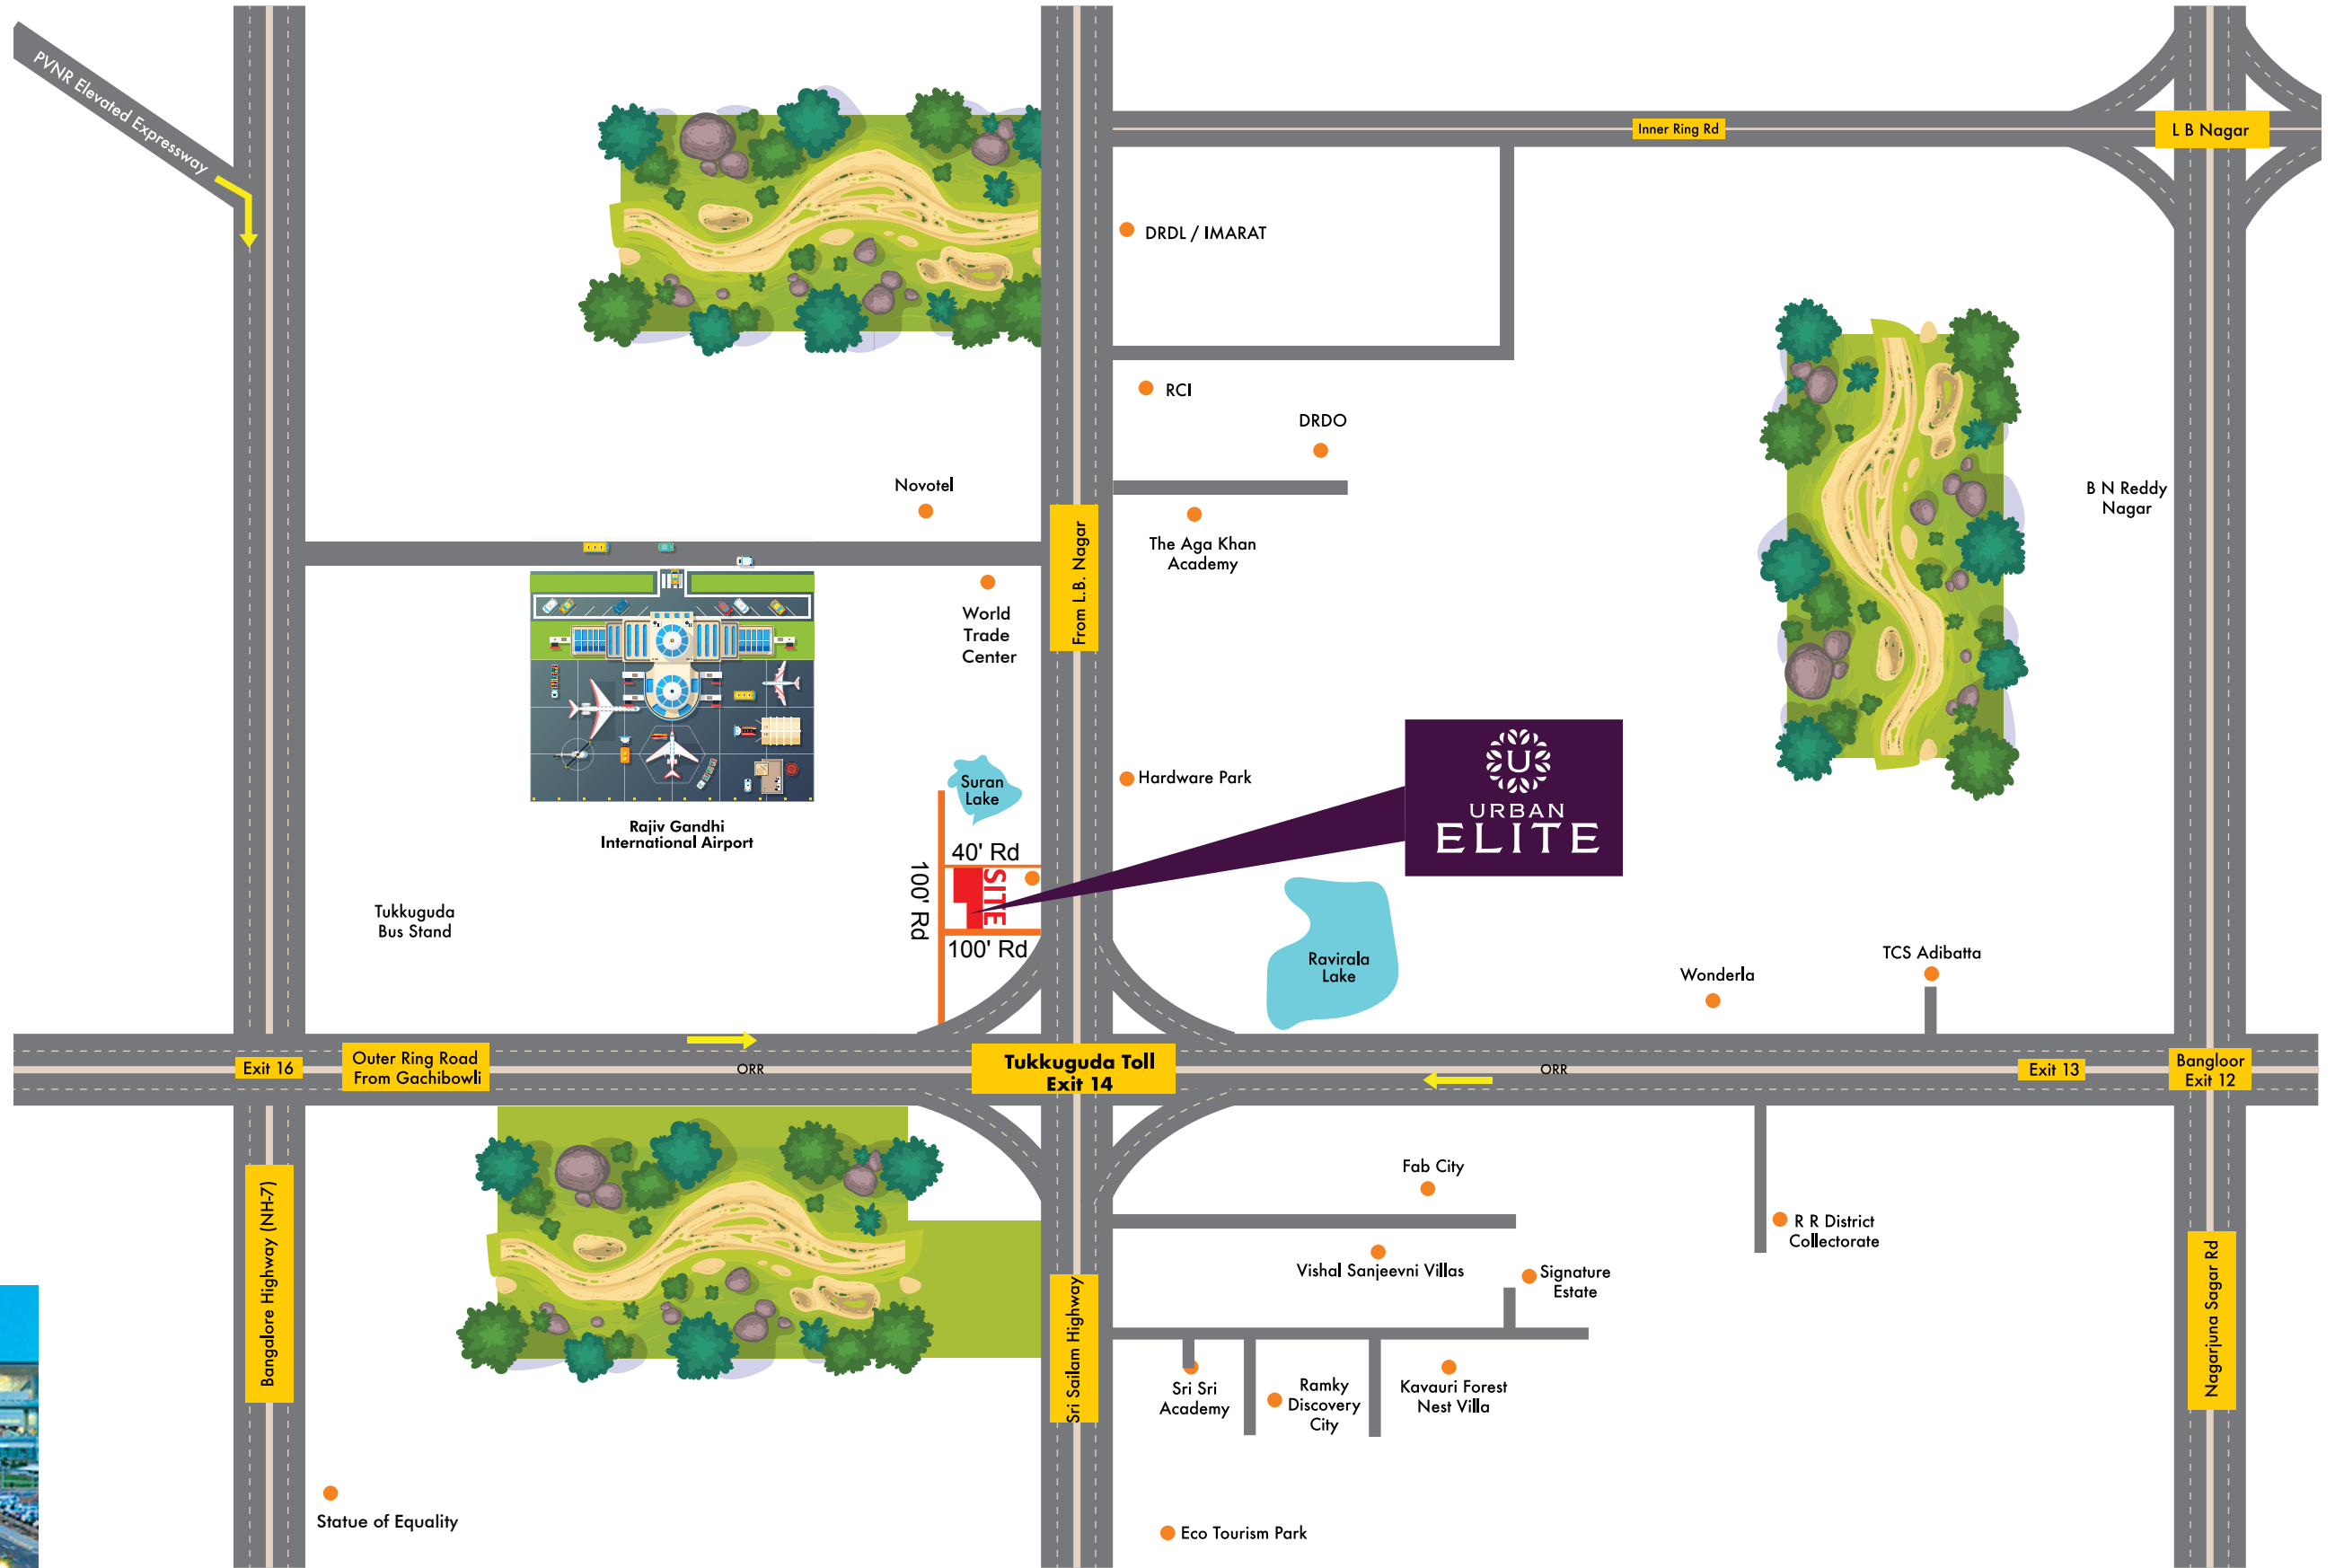 PVNR Elevated Expressway
Inner Ring Rd
L B Nagar
DRDL / IMARAT
RCI
DRDO
Novotel
The Aga Khan
Academy
B N Reddy
Nagar
From L.B. Nagar
World
Trade
Center
Rajiv Gandhi
International Airport
Suran
Lake
Hardware Park
U
URBAN
ELITE
40' Rd
SITE
100' Rd
100' Rd
Tukkuguda
Bus Stand
Ravirala
Lake
Wonderla
TCS Adibatta
Exit 16
Outer Ring Road
From Gachibowli
ORR
Tukkuguda Toll
Exit 14
ORR
Exit 13
Bangloor
Exit 12
Bangalore Highway (NH-7)
Sri Sailam Highway
Nagarjuna Sagar Rd
Fab City
Vishal Sanjeevni Villas
Signature
Estate
R R District
Collectorate
Sri Sri
Academy
Ramky
Discovery
City
Kavauri Forest
Nest Villa
Statue of Equality
Eco Tourism Park